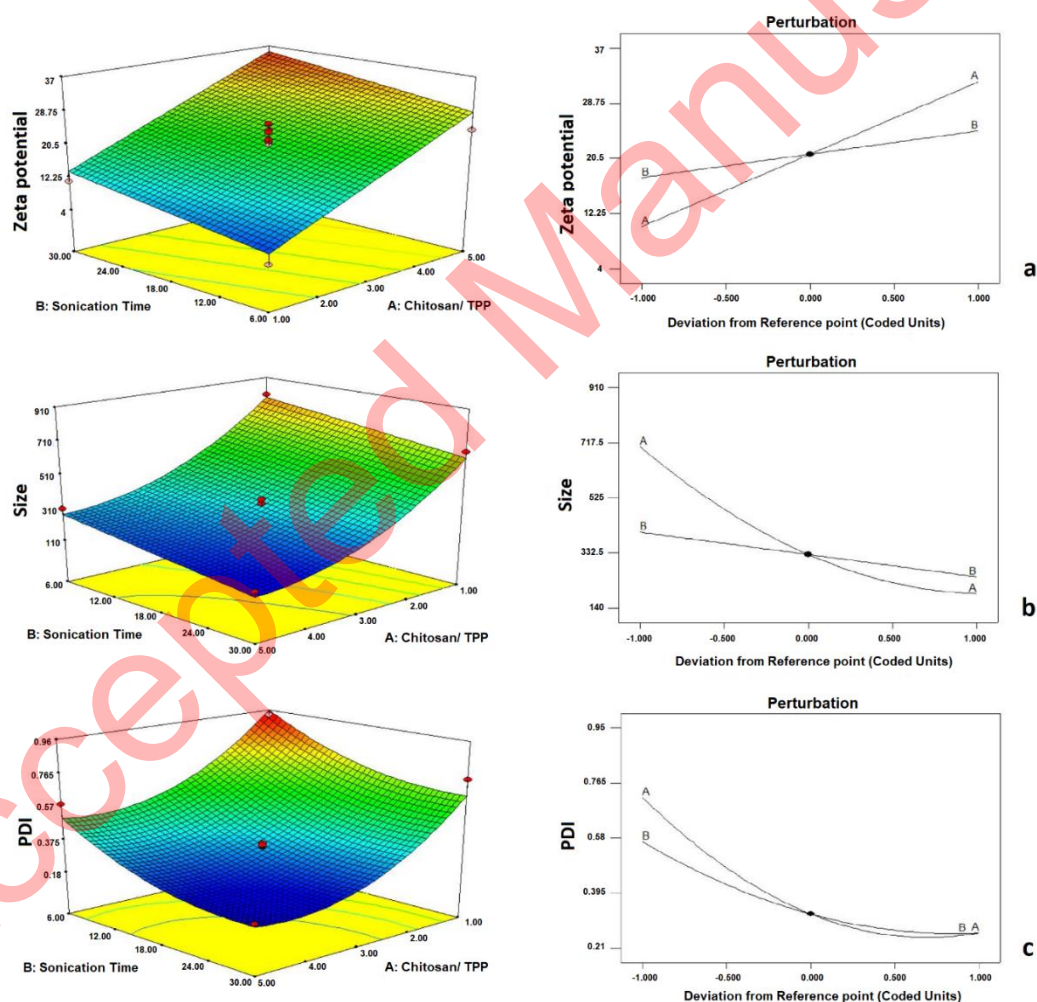 Zeta potential
37
28.75
20.5
12.25
4
30.00
24.00
18.00
12.00
6.00
1.00
2.00
3.00
4.00
5.00
B: Sonication Time
A: Chitosan/ TPP
Perturbation
Zeta potential
37
28.75
20.5
12.25
4
A
B
B
A
-1.000
-0.500
0.000
0.500
1.000
Deviation from Reference point (Coded Units)
a
Size
910
710
510
310
110
6.00
12.00
18.00
24.00
30.00
5.00
4.00
3.00
2.00
1.00
B: Sonication Time
A: Chitosan/ TPP
Perturbation
Size
910
717.5
525
332.5
140
A
B
B
A
-1.000
-0.500
0.000
0.500
1.000
Deviation from Reference point (Coded Units)
b
PDI
0.96
0.765
0.57
0.375
0.18
6.00
12.00
18.00
24.00
30.00
5.00
4.00
3.00
2.00
1.00
B: Sonication Time
A: Chitosan/ TPP
Perturbation
PDI
0.95
0.765
0.58
0.395
0.21
A
B
B A
-1.000
-0.500
0.000
0.500
1.000
Deviation from Reference point (Coded Units)
c
ccepted Manus